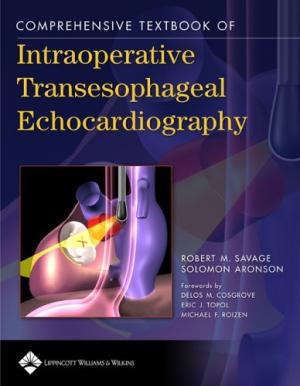 COMPREHENSIVE TEXTBOOK OF
Intraoperative
Transesophageal
Echocardiography
ROBERT M. SAVAGE
SOLOMON ARONSON
Forewords by
DELOS M. COSGROVE
ERIC J. TOPOL
MICHAEL F. ROIZEN
LIPPINCOTT WILLIAMS & WILKINS